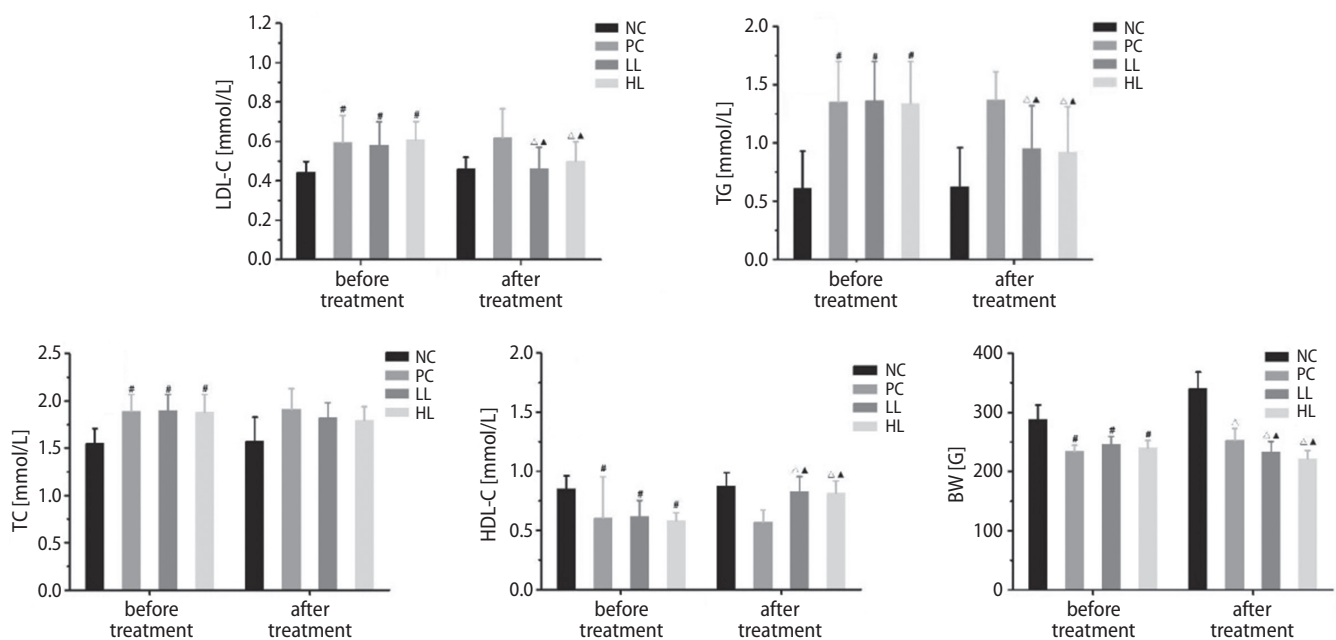 LDL-C [mmol/L]
1.2
1.0
0.8
0.6
0.4
0.2
0.0
NC
PC
LL
HL
#
#
#
△▲
△▲
before
treatment
after
treatment
TG [mmol/L]
2.0
1.5
1.0
0.5
0.0
NC
PC
LL
HL
#
#
#
△▲
△▲
before
treatment
after
treatment
TC [mmol/L]
2.5
2.0
1.5
1.0
0.5
0.0
NC
PC
LL
HL
#
#
#
before
treatment
after
treatment
HDL-C [mmol/L]
2.0
1.5
1.0
0.5
0.0
NC
PC
LL
HL
#
#
#
△▲
△▲
before
treatment
after
treatment
BW [G]
400
300
200
100
0
NC
PC
LL
HL
#
#
#
△
△▲
△▲
before
treatment
after
treatment